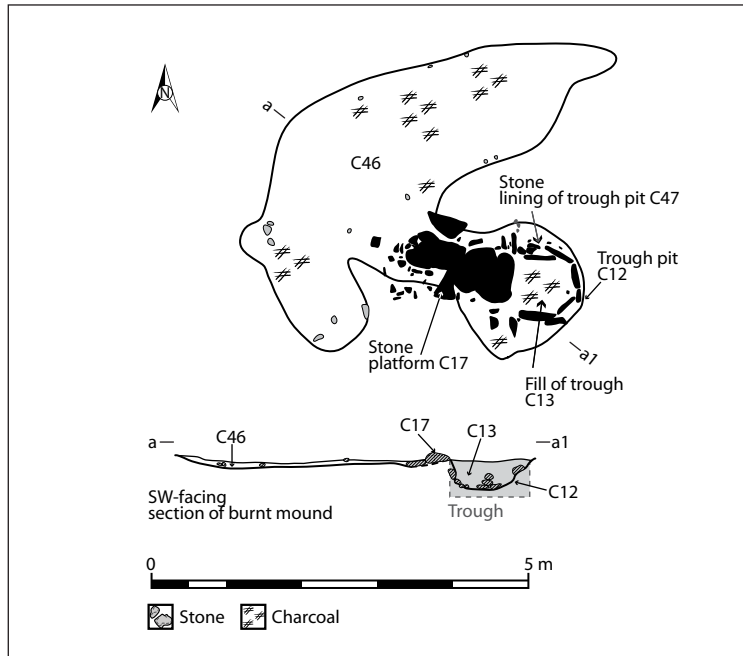 N
a
C46
Stone
lining of trough pit C47
Trough pit
C12
a1
Stone
platform C17
Fill of trough
C13
C17
C13
a
C46
a1
C12
SW-facing
section of burnt mound
Trough
0
5 m
Stone
Charcoal